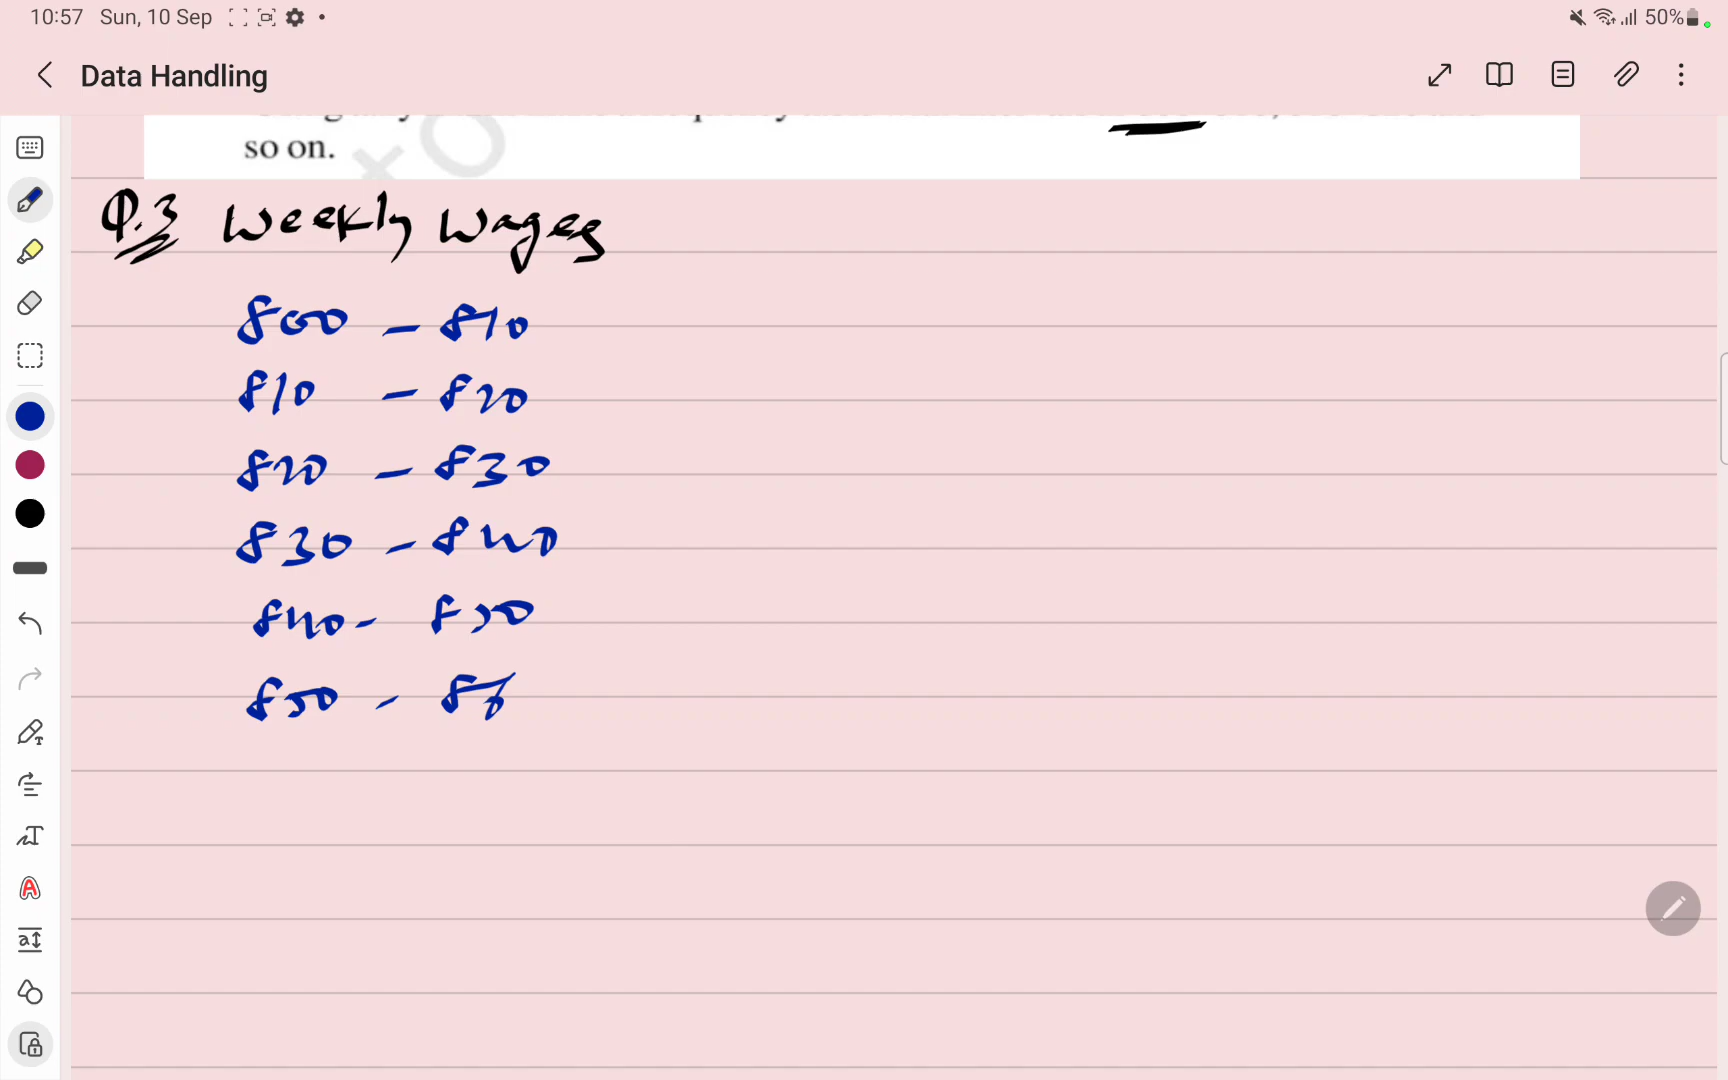 10:57 Sun, 10 Sep 50%
Data Handling
so on.
Q.3 Weekly Wages
800 - 810
810 - 820
820 - 830
830 - 840
840 - 850
850 - 86